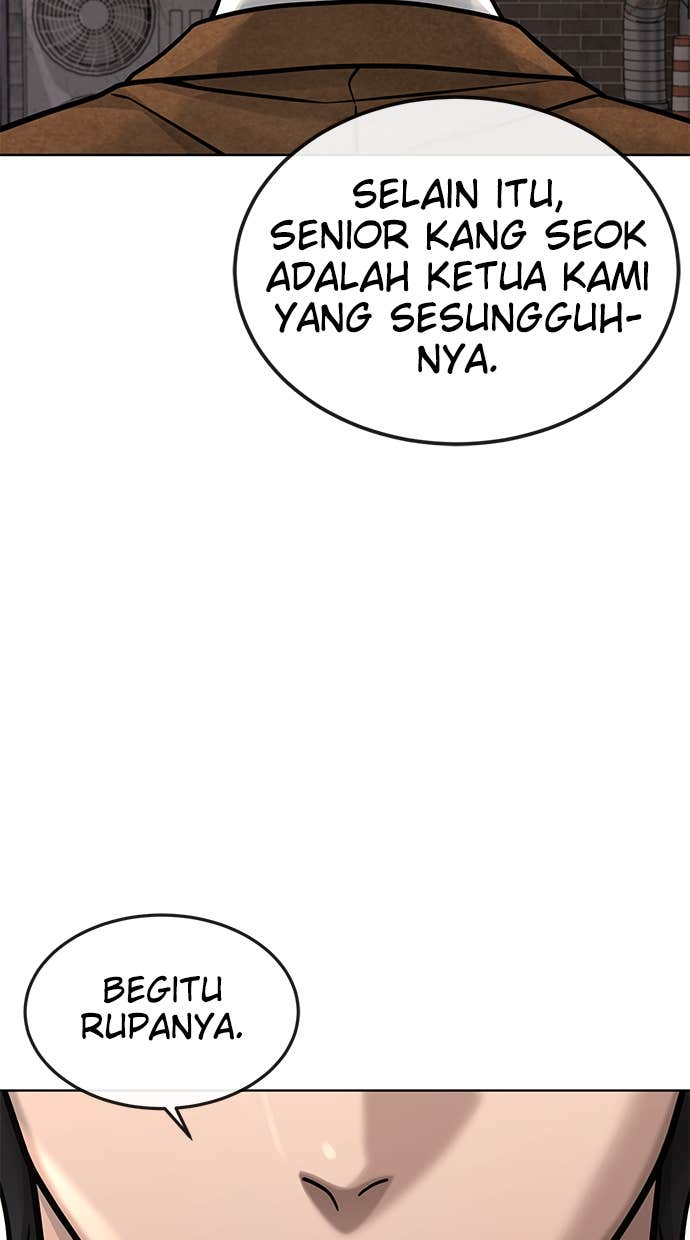 SELAIN ITU,
SENIOR KANG SEOK
ADALAH KETUA KAMI
YANG SESUNGGUH-
NYA.
BEGITU
RUPANYA.